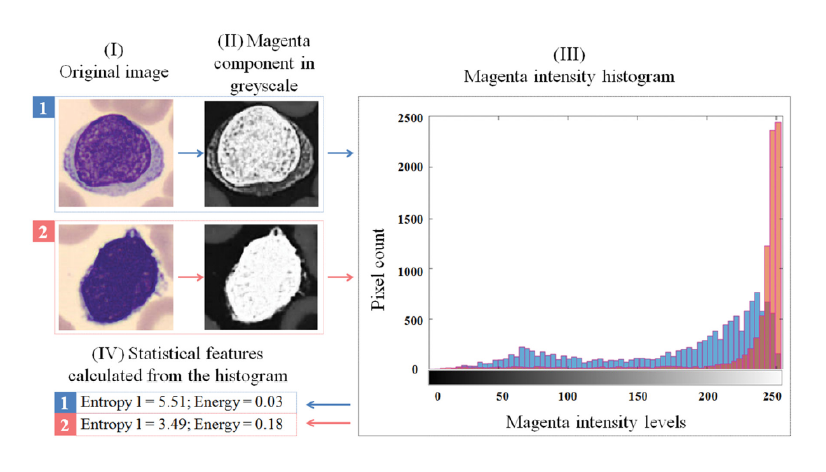 (I)
Original image
(II) Magenta
component in
greyscale
(III)
Magenta intensity histogram
1
2
2500
2000
1500
1000
500
0
Pixel count
0 50 100 150 200 250
Magenta intensity levels
(IV) Statistical features
calculated from the histogram
1 Entropy 1 = 5.51; Energy = 0.03
2 Entropy 1 = 3.49; Energy = 0.18